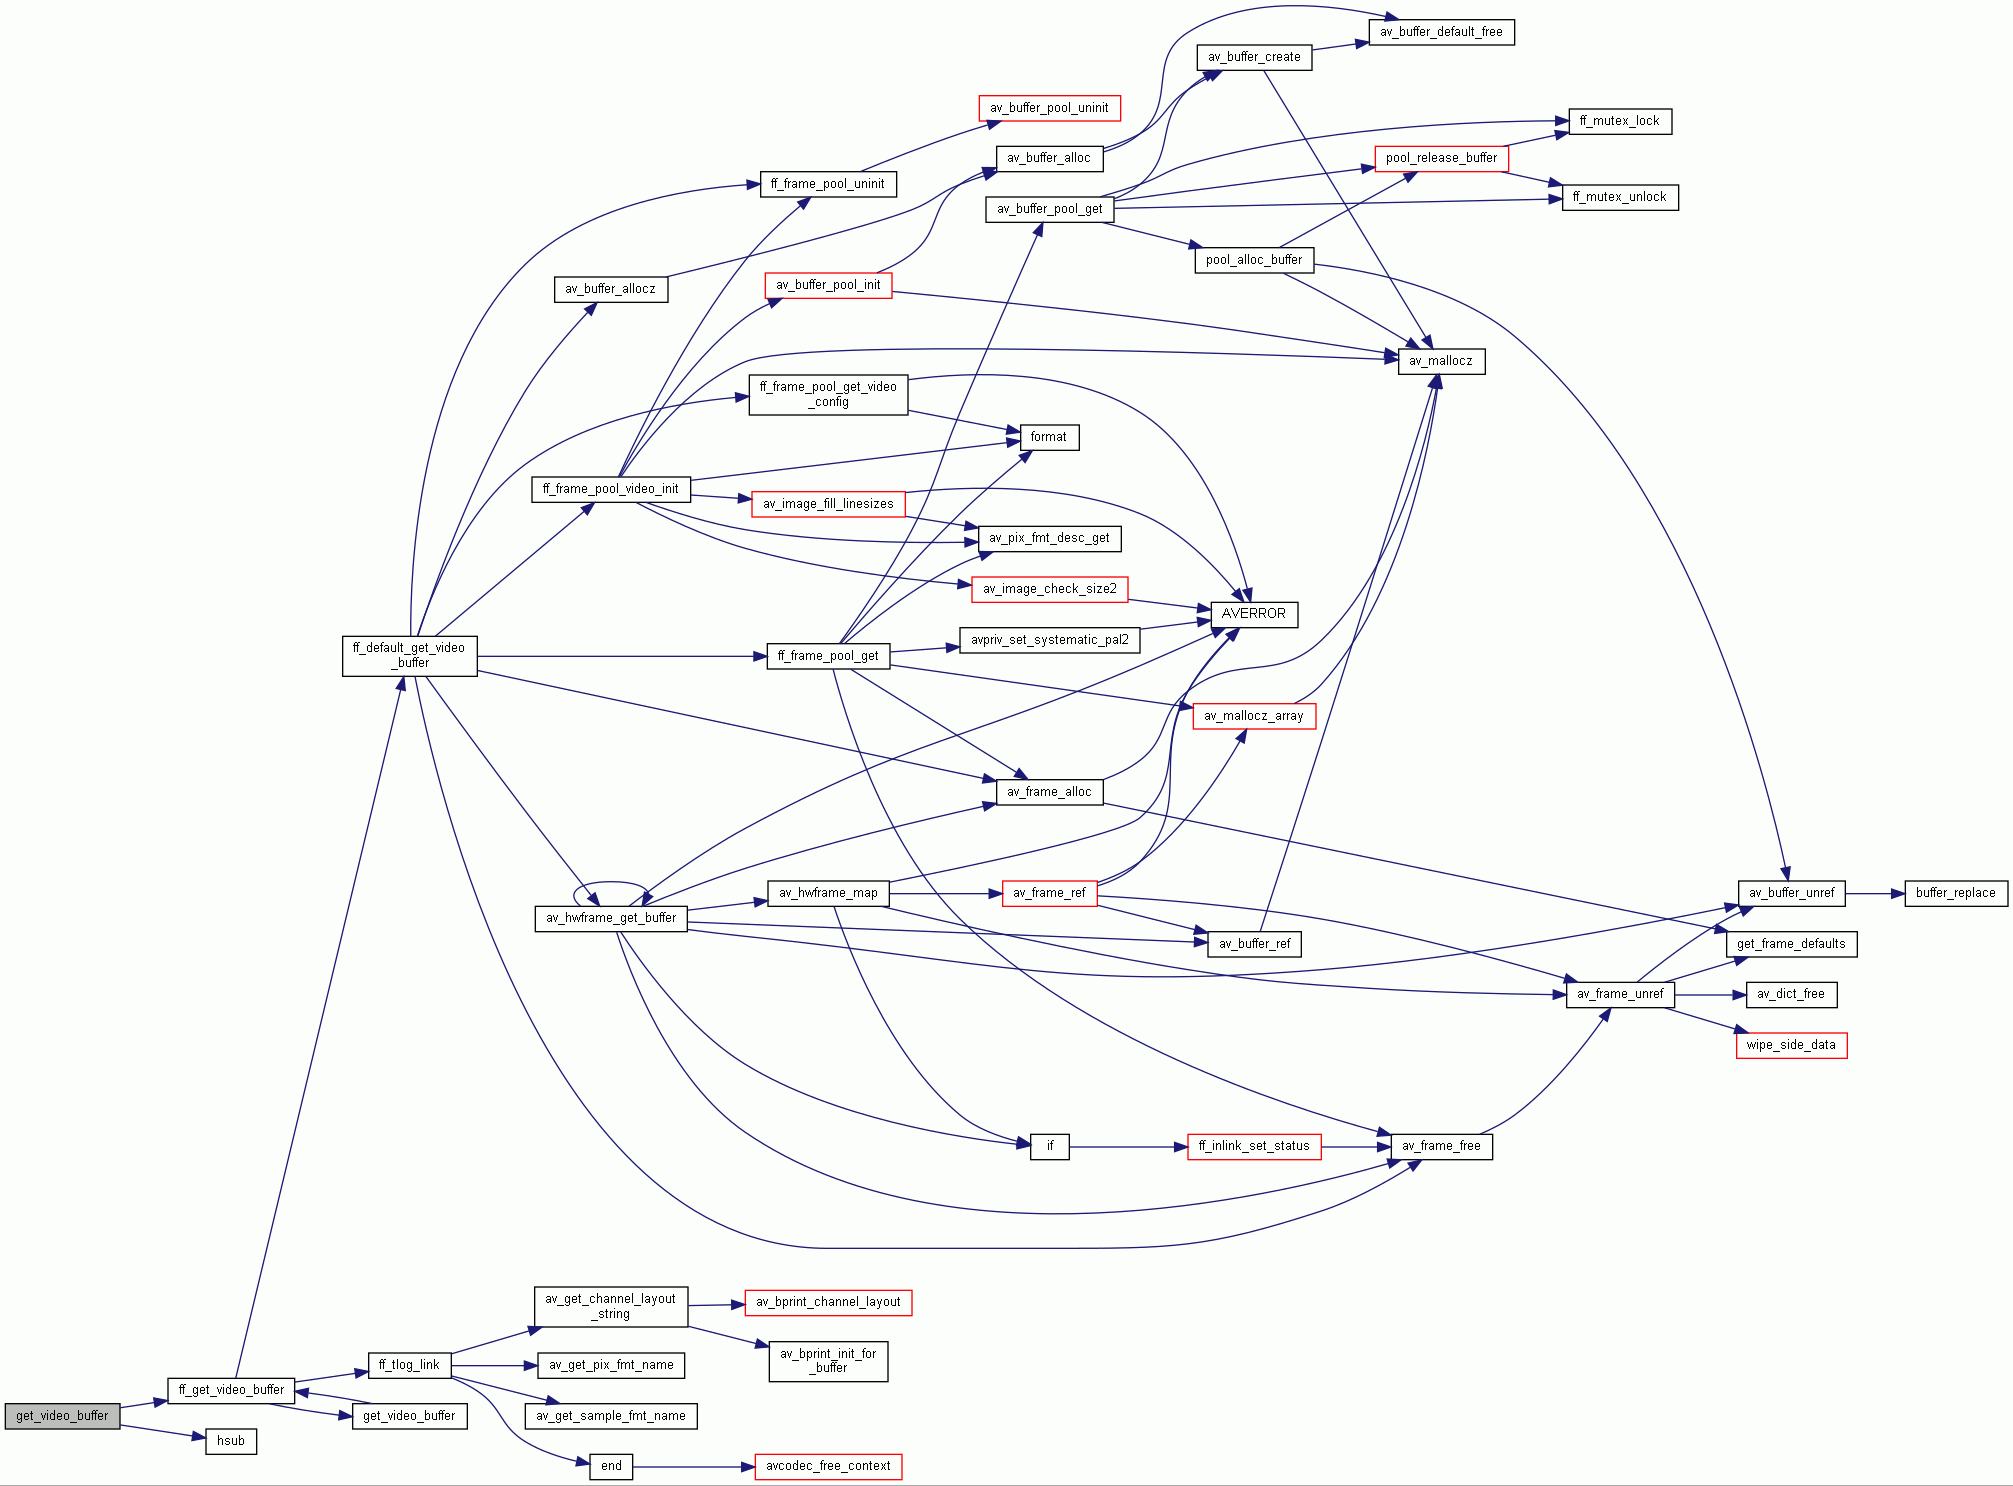 av_buffer_default_free
av_buffer_create
av_buffer_pool_uninit
ff_mutex_lock
av_buffer_alloc
pool_release_buffer
ff_frame_pool_uninit
ff_mutex_unlock
av_buffer_pool_get
pool_alloc_buffer
av_buffer_allocz
av_buffer_pool_init
av_mallocz
ff_frame_pool_get_video
_config
format
ff_frame_pool_video_init
av_image_fill_linesizes
av_pix_fmt_desc_get
av_image_check_size2
AVERROR
avpriv_set_systematic_pal2
ff_default_get_video
_buffer
ff_frame_pool_get
av_mallocz_array
av_frame_alloc
av_hwframe_map
av_frame_ref
av_buffer_unref
buffer_replace
av_hwframe_get_buffer
av_buffer_ref
get_frame_defaults
av_frame_unref
av_dict_free
wipe_side_data
if
ff_inlink_set_status
av_frame_free
av_get_channel_layout
_string
av_bprint_channel_layout
av_bprint_init_for
_buffer
ff_tlog_link
av_get_pix_fmt_name
ff_get_video_buffer
get_video_buffer
get_video_buffer
av_get_sample_fmt_name
hsub
end
avcodec_free_context